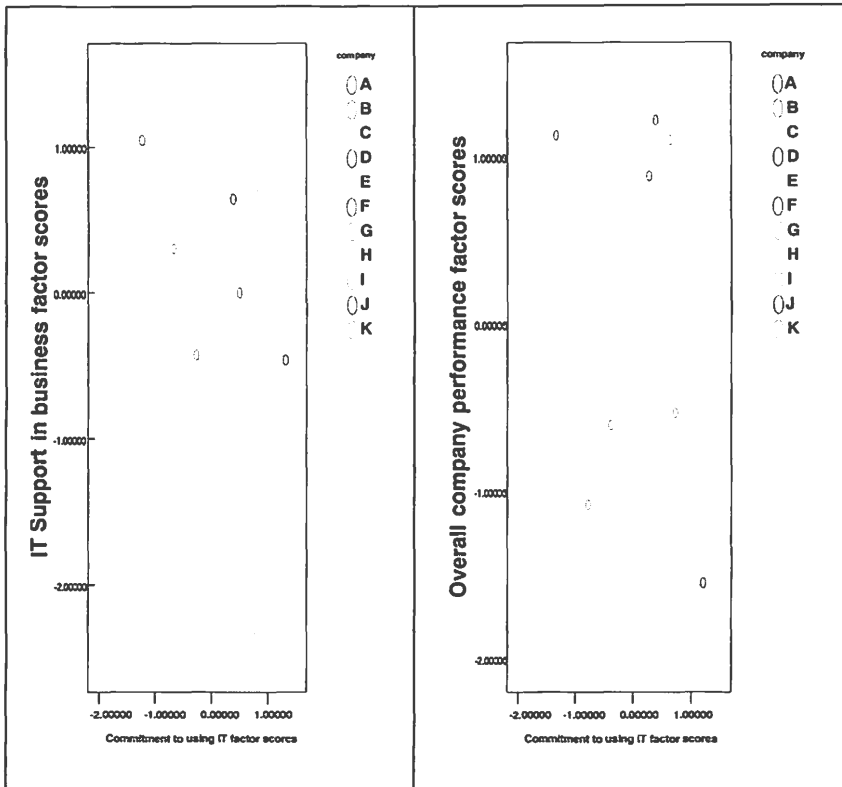 IT Support in business factor scores
1.00000
0.00000
-1.00000
-2.00000
-2.00000
-1.00000
0.00000
1.00000
Commitment to using IT factor scores
company
A
B
C
D
E
F
G
H
I
J
K
Overall company performance factor scores
1.00000
0.00000
-1.00000
-2.00000
-2.00000
-1.00000
0.00000
1.00000
Commitment to using IT factor scores
company
A
B
C
D
E
F
G
H
I
J
K